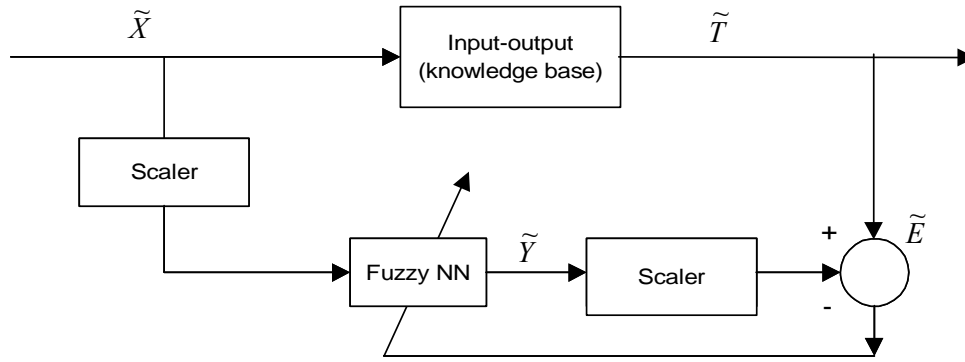 X̃
Input-output
(knowledge base)
T̃
Scaler
+
Ẽ
Fuzzy NN
Ỹ
Scaler
-